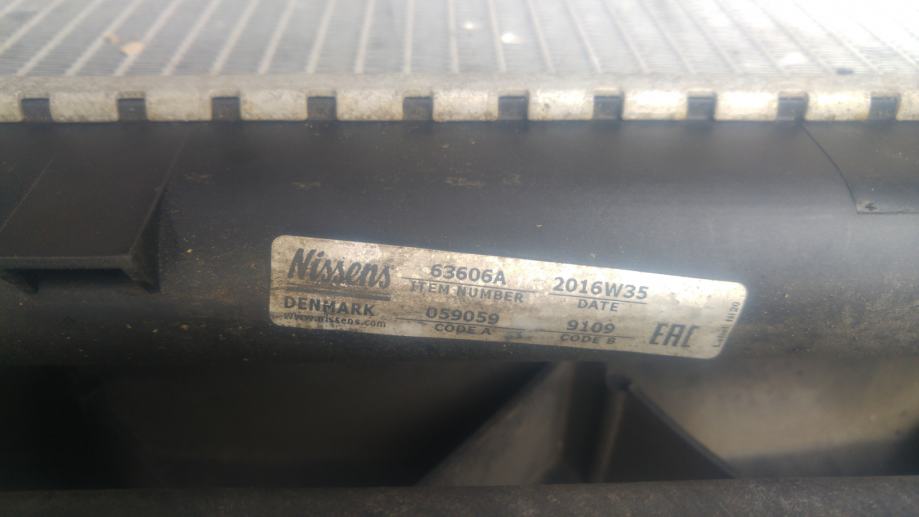 Nissens 63606A 2016W35
ITEM NUMBER DATE
DENMARK 059059 9109 EAC
www.nissens.com CODE A CODE B